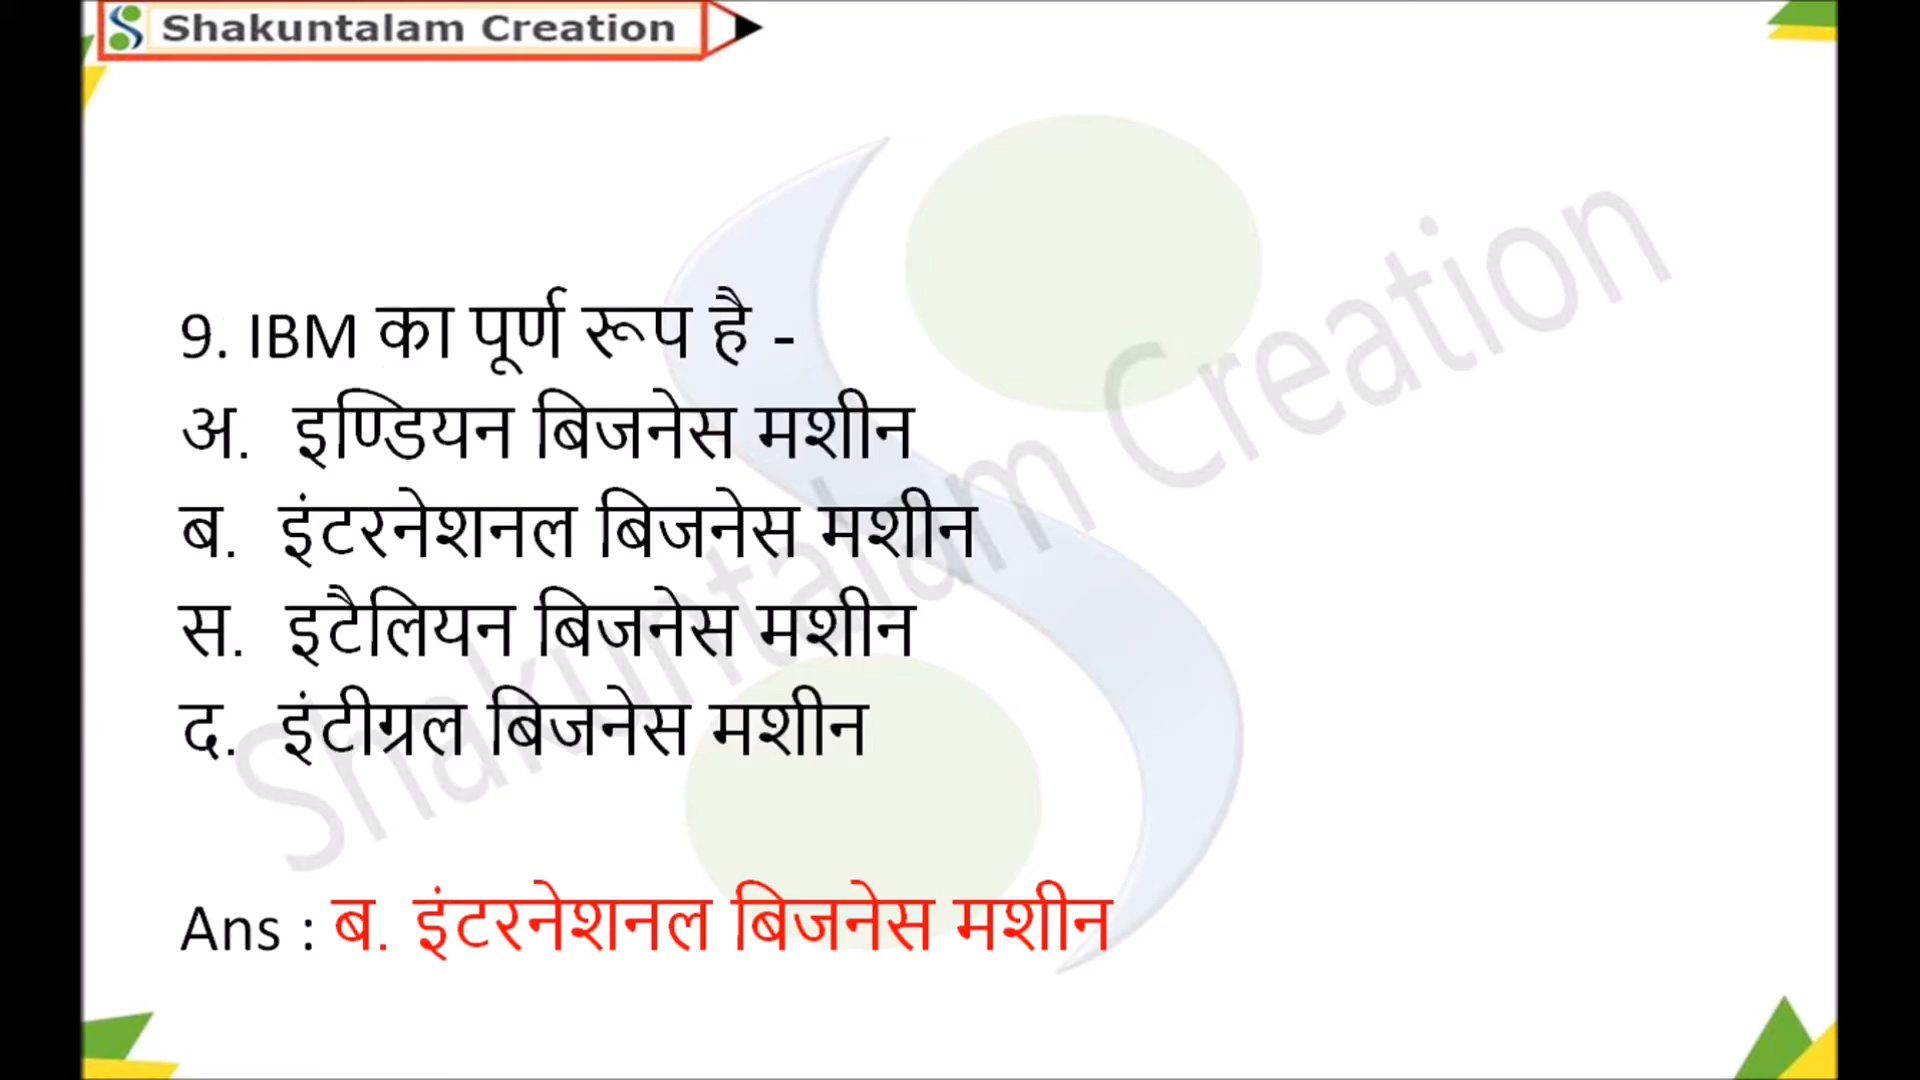 Shakuntalam Creation
9. IBM का पूर्ण रूप है -
अ. इण्डियन बिजनेस मशीन
ब. इंटरनेशनल बिजनेस मशीन
स. इटैलियन बिजनेस मशीन
द. इंटीग्रल बिजनेस मशीन
Ans : ब. इंटरनेशनल बिजनेस मशीन
Shakuntalam Creation